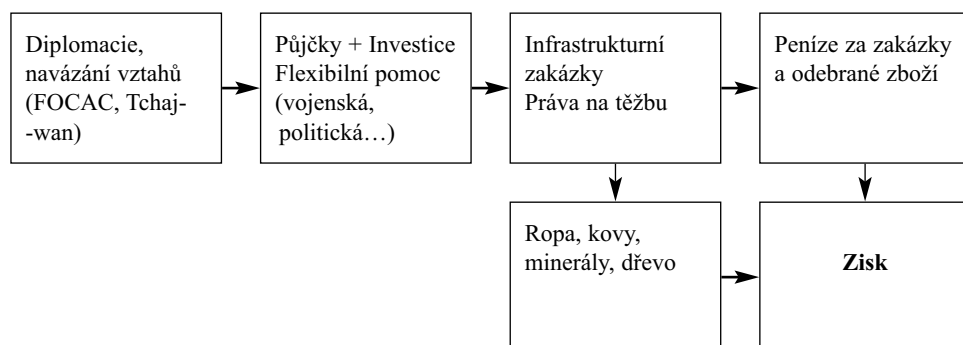 Diplomacie,
navázání vztahů
(FOCAC, Tchaj-
-wan)
Půjčky + Investice
Flexibilní pomoc
(vojenská,
politická…)
Infrastrukturní
zakázky
Práva na těžbu
Peníze za zakázky
a odebrané zboží
Ropa, kovy,
minerály, dřevo
Zisk